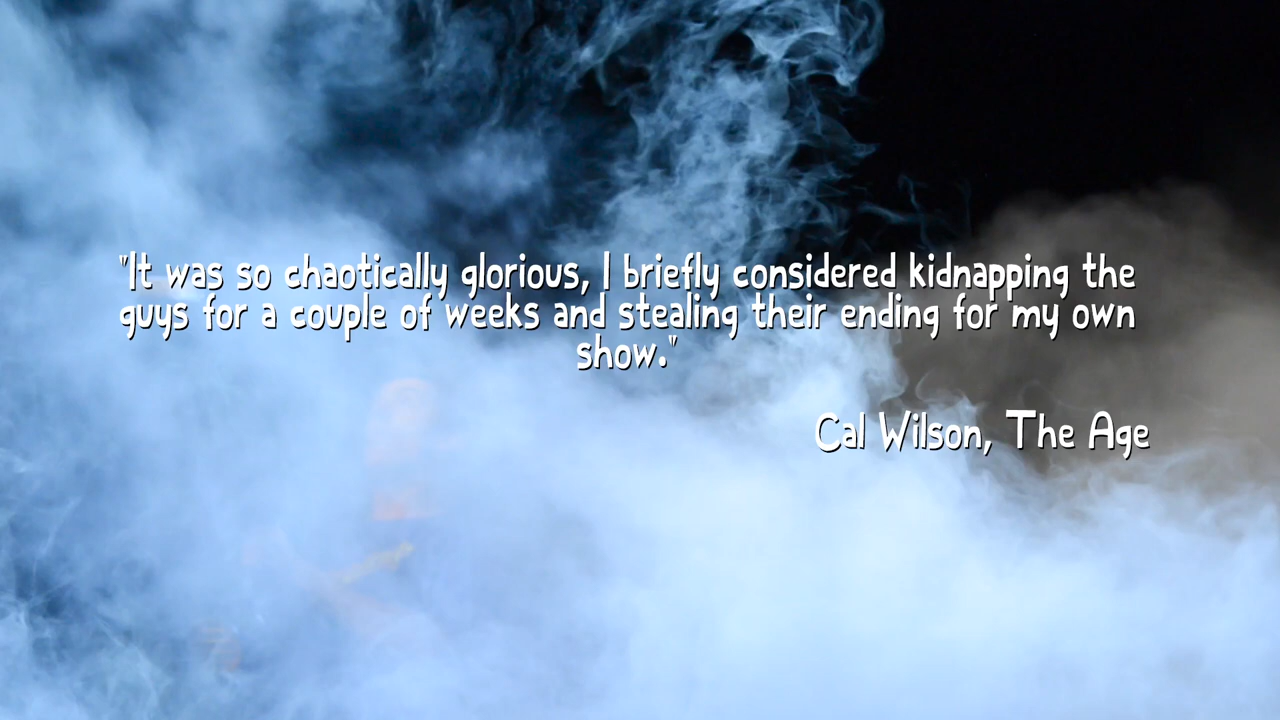 "It was so chaotically glorious, I briefly considered kidnapping the
guys for a couple of weeks and stealing their ending for my own
show."
Cal Wilson, The Age